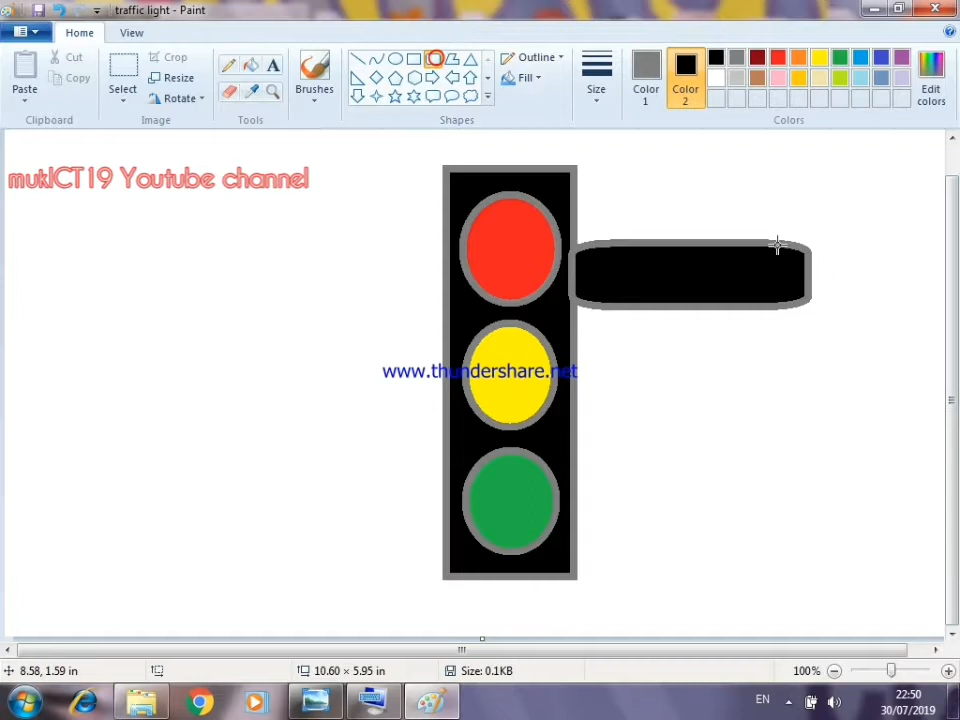 traffic light - Paint
Home
View
Paste
Cut
Copy
Clipboard
Select
Crop
Resize
Rotate
Image
A
Tools
Brushes
Outline
Fill
Shapes
Size
Color 1
Color 2
Edit colors
Colors
mukICT19 Youtube channel
www.thundershare.net
8.58, 1.59 in
10.60 × 5.95 in
Size: 0.1KB
100%
EN
22:50
30/07/2019